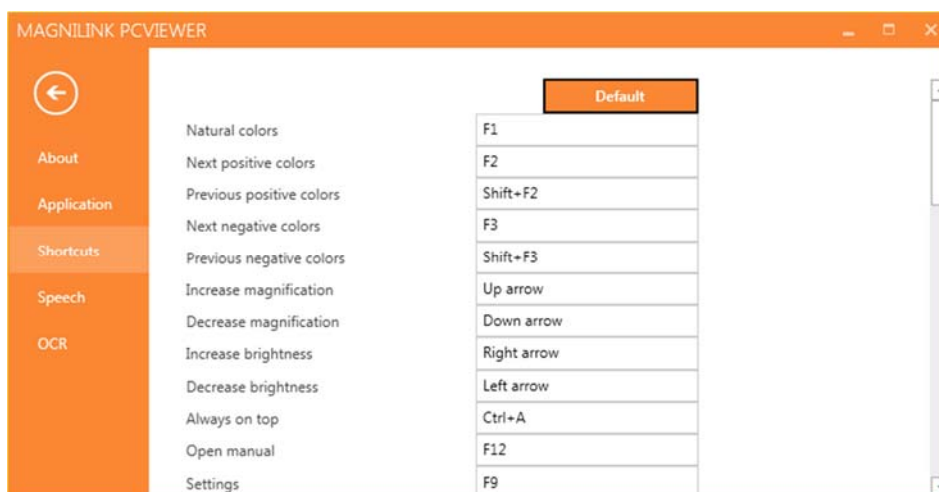 MAGNILINK PCVIEWER
About
Application
Shortcuts
Speech
OCR
Default
Natural colors F1
Next positive colors F2
Previous positive colors Shift+F2
Next negative colors F3
Previous negative colors Shift+F3
Increase magnification Up arrow
Decrease magnification Down arrow
Increase brightness Right arrow
Decrease brightness Left arrow
Always on top Ctrl+A
Open manual F12
Settings F9